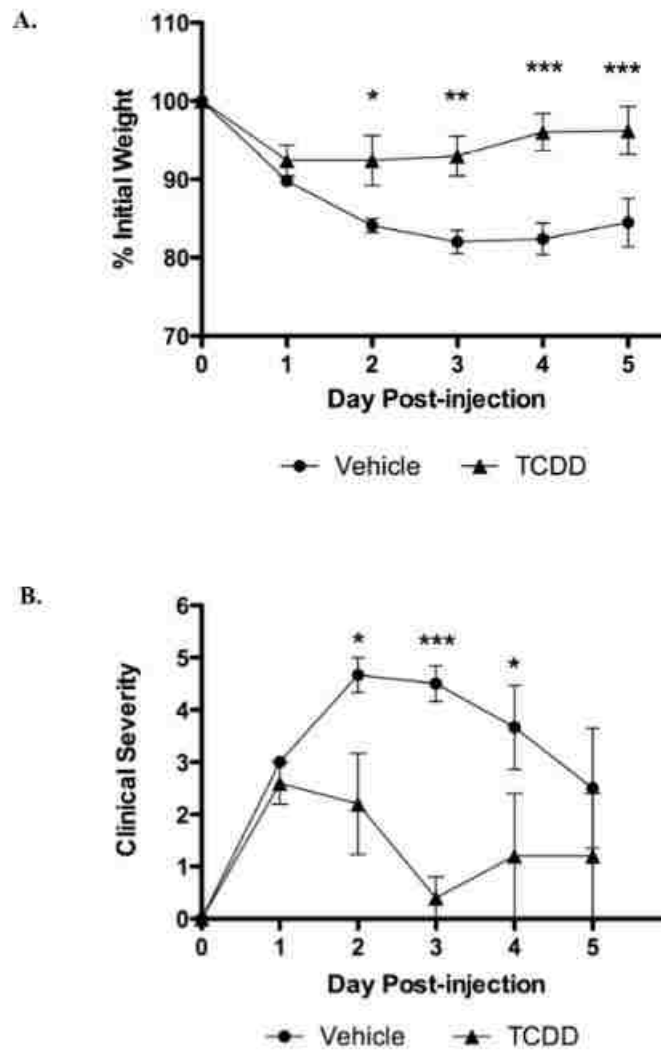 A.
110
100
90
80
70
% Initial Weight
* ** *** ***
0 1 2 3 4 5
Day Post-injection
Vehicle TCDD
B.
6
5
4
3
2
1
0
Clinical Severity
* *** *
0 1 2 3 4 5
Day Post-injection
Vehicle TCDD